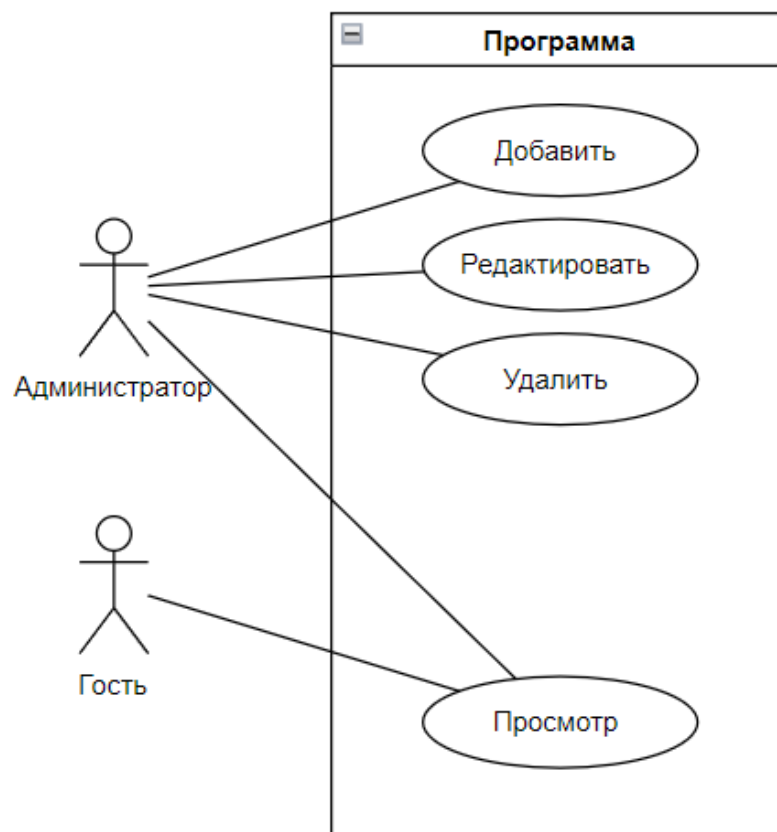 Программа
Добавить
Редактировать
Удалить
Администратор
Гость
Просмотр